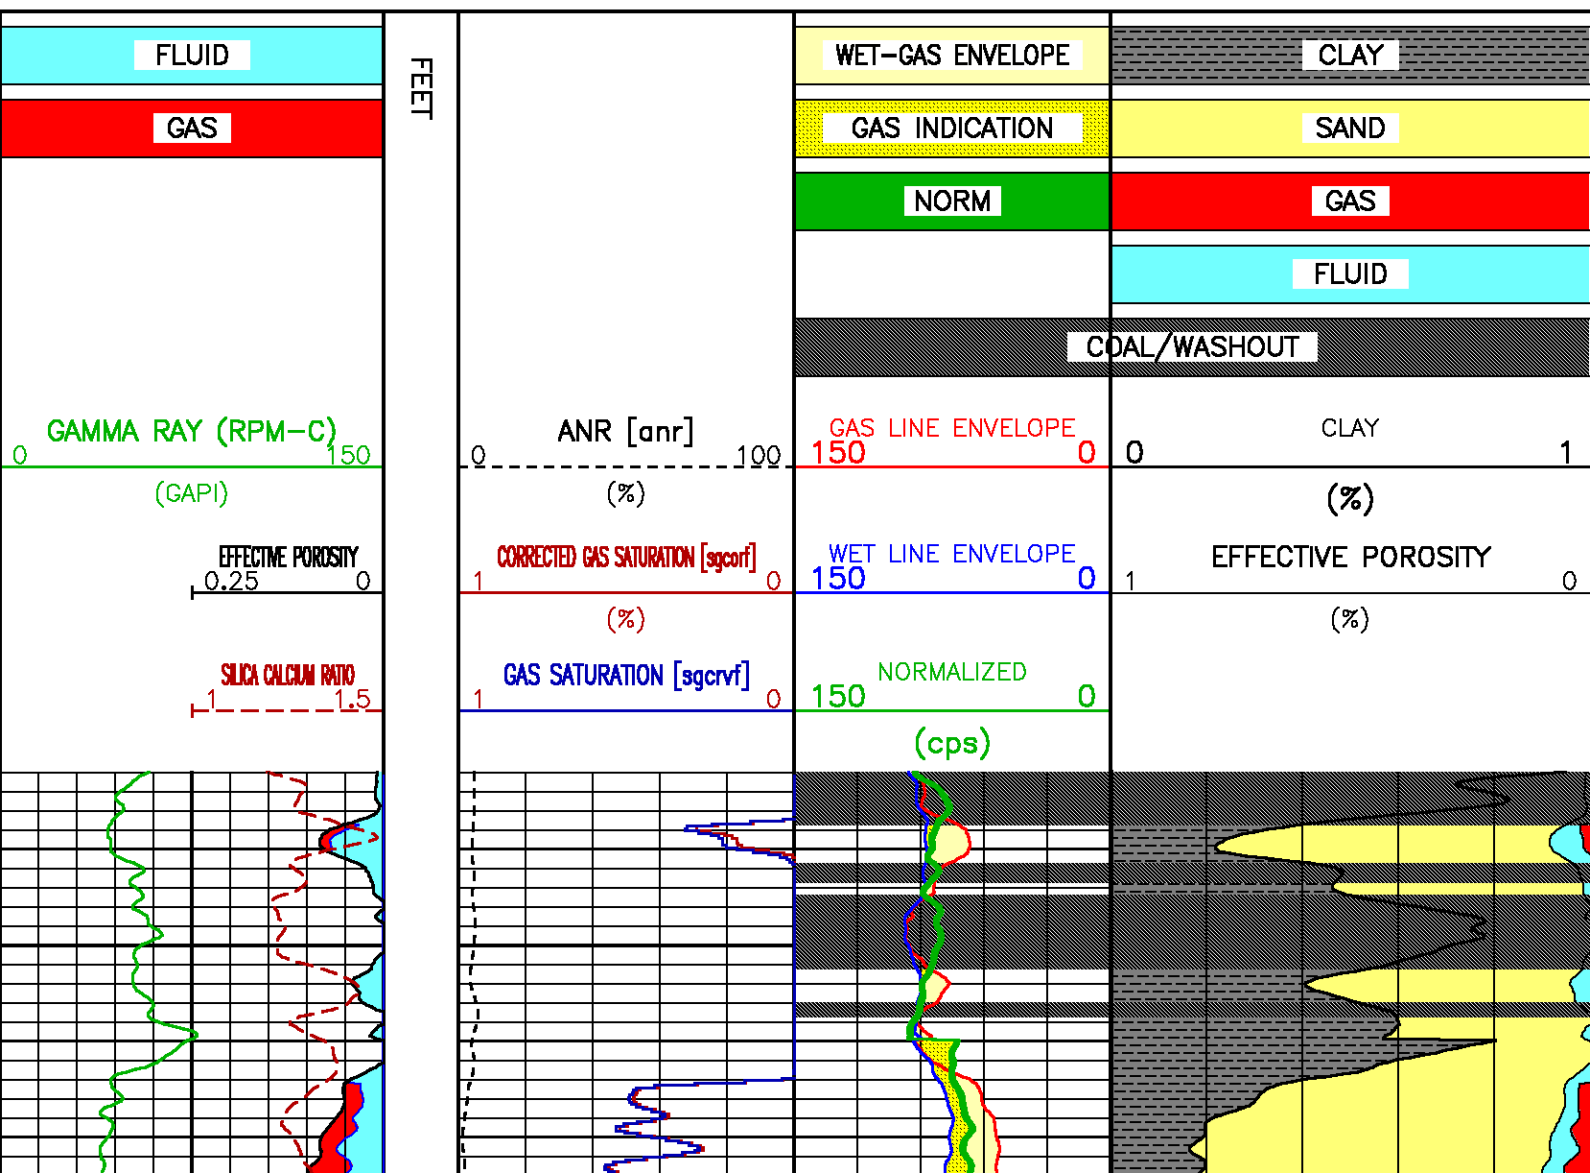 FLUID
GAS
FEET
WET-GAS ENVELOPE
GAS INDICATION
NORM
CLAY
SAND
GAS
FLUID
COAL/WASHOUT
GAMMA RAY (RPM-C)
0 150
(GAPI)
EFFECTIVE POROSITY
0.25 0
SILICA CALCIUM RATIO
1 1.5
ANR [anr]
0 100
(%)
CORRECTED GAS SATURATION [sgcorf]
1 0
(%)
GAS SATURATION [sgcrvf]
1 0
GAS LINE ENVELOPE
150 0
WET LINE ENVELOPE
150 0
NORMALIZED
150 0
(cps)
CLAY
0 1
(%)
EFFECTIVE POROSITY
1 0
(%)